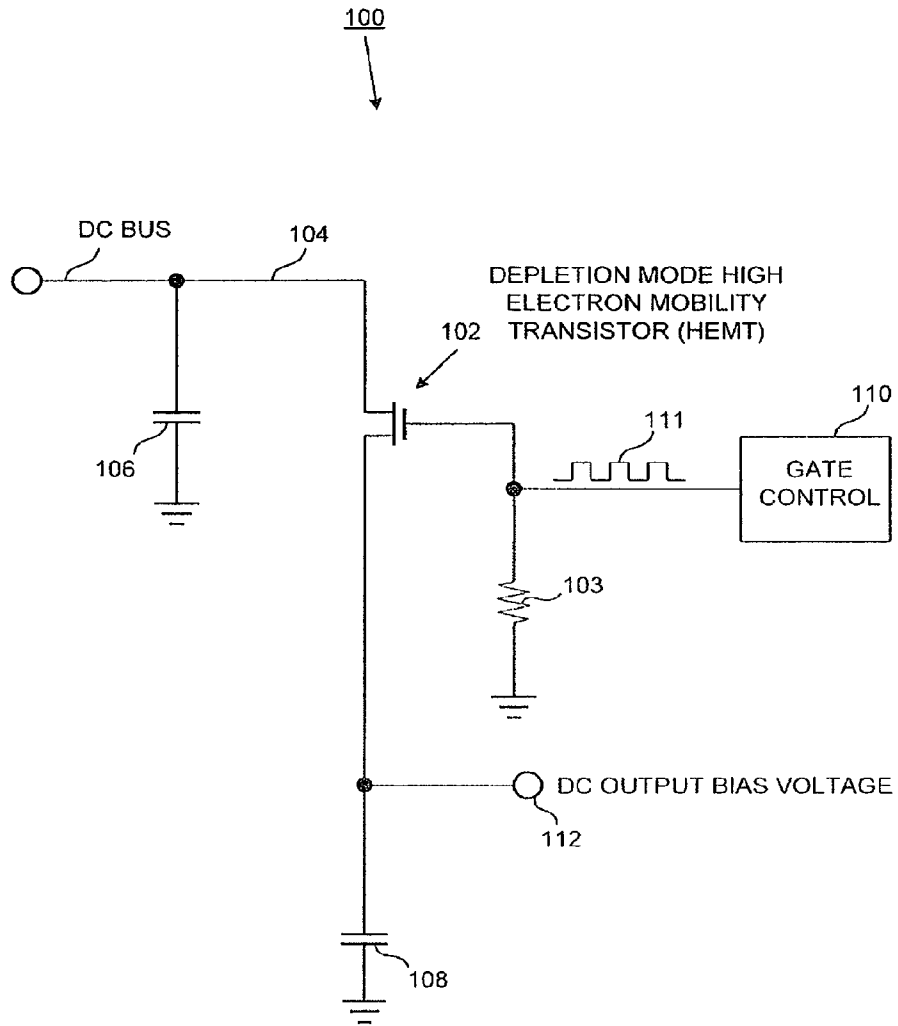 100
DC BUS
104
DEPLETION MODE HIGH
ELECTRON MOBILITY
TRANSISTOR (HEMT)
102
106
111
110
GATE
CONTROL
103
DC OUTPUT BIAS VOLTAGE
112
108